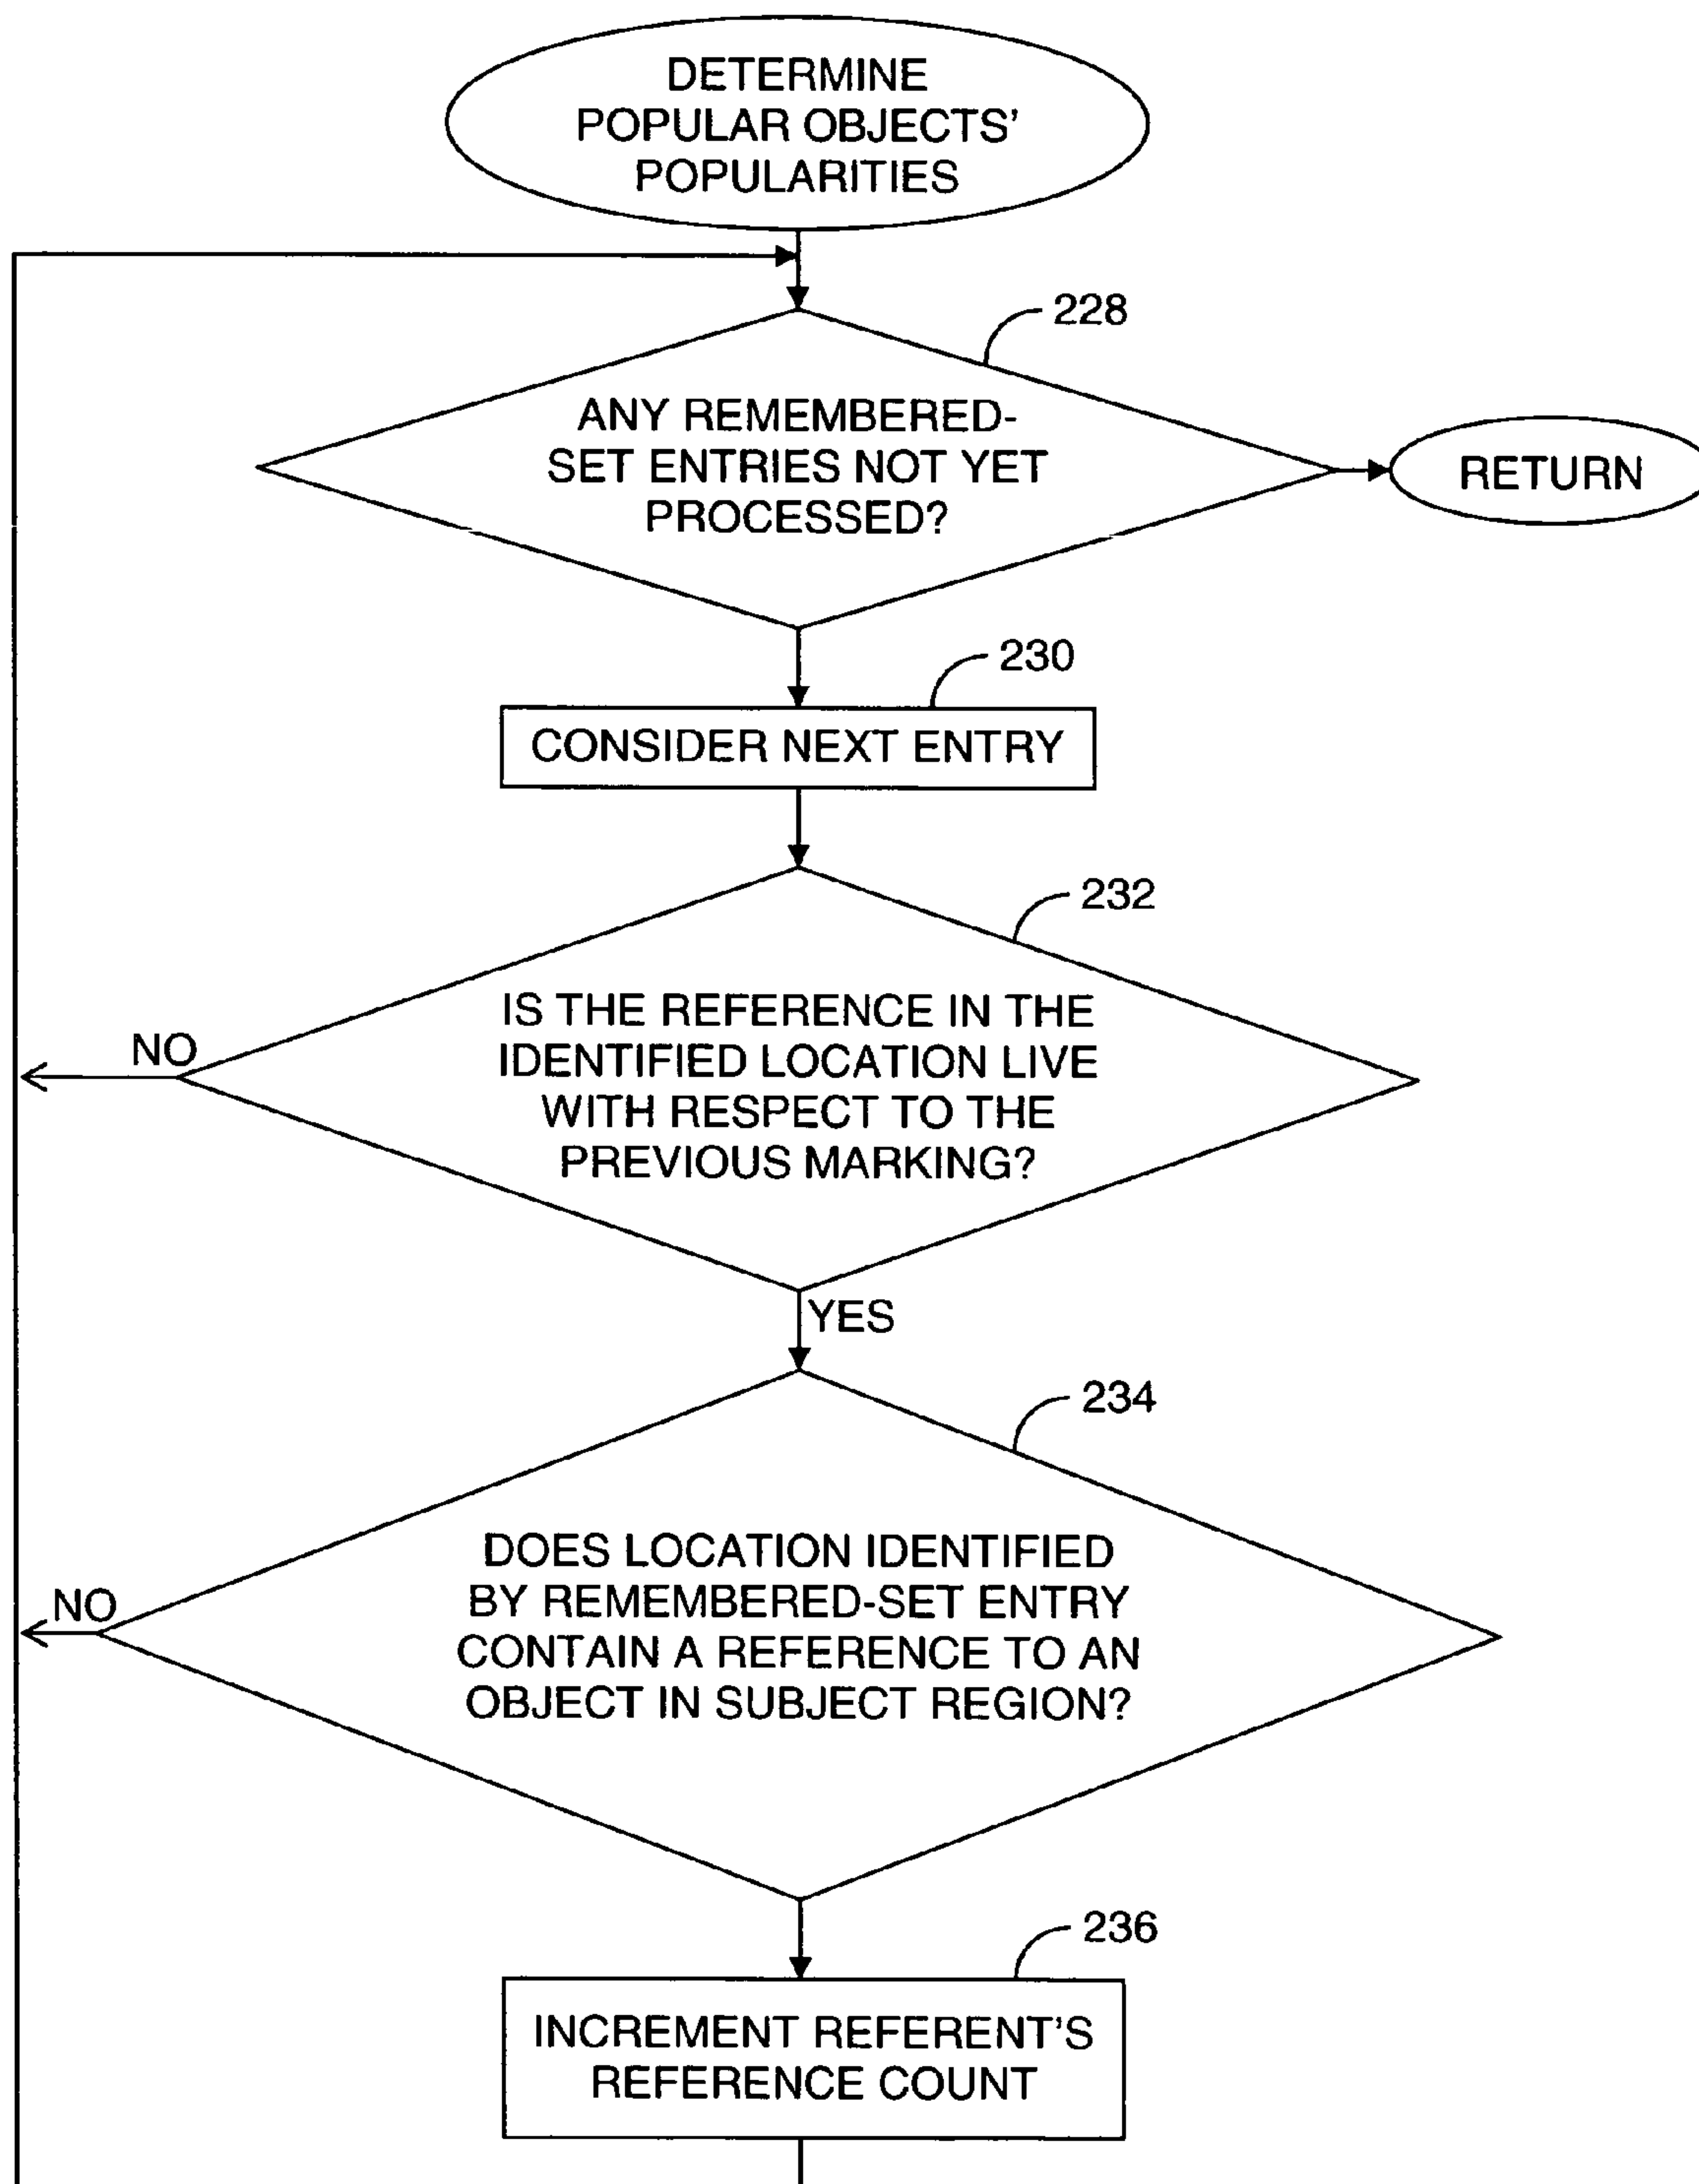 DETERMINE
POPULAR OBJECTS'
POPULARITIES
228
ANY REMEMBERED-
SET ENTRIES NOT YET
PROCESSED?
RETURN
230
CONSIDER NEXT ENTRY
232
IS THE REFERENCE IN THE
IDENTIFIED LOCATION LIVE
WITH RESPECT TO THE
PREVIOUS MARKING?
NO
YES
234
DOES LOCATION IDENTIFIED
BY REMEMBERED-SET ENTRY
CONTAIN A REFERENCE TO AN
OBJECT IN SUBJECT REGION?
NO
236
INCREMENT REFERENT'S
REFERENCE COUNT